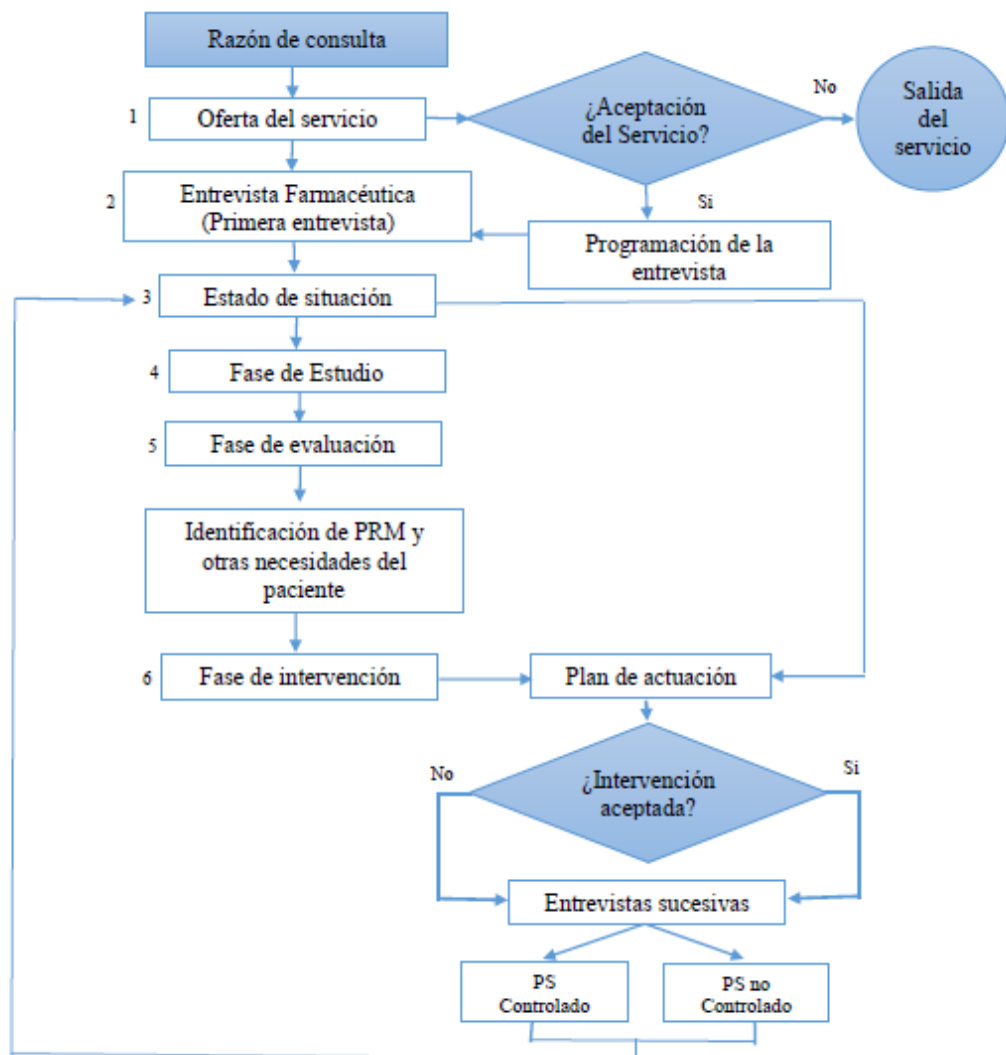 Razón de consulta
1
Oferta del servicio
¿Aceptación
del Servicio?
No
Salida
del
servicio
2
Entrevista Farmacéutica
(Primera entrevista)
Si
Programación de la
entrevista
3
Estado de situación
4
Fase de Estudio
5
Fase de evaluación
Identificación de PRM y
otras necesidades del
paciente
6
Fase de intervención
Plan de actuación
No
¿Intervención
aceptada?
Si
Entrevistas sucesivas
PS
Controlado
PS no
Controlado